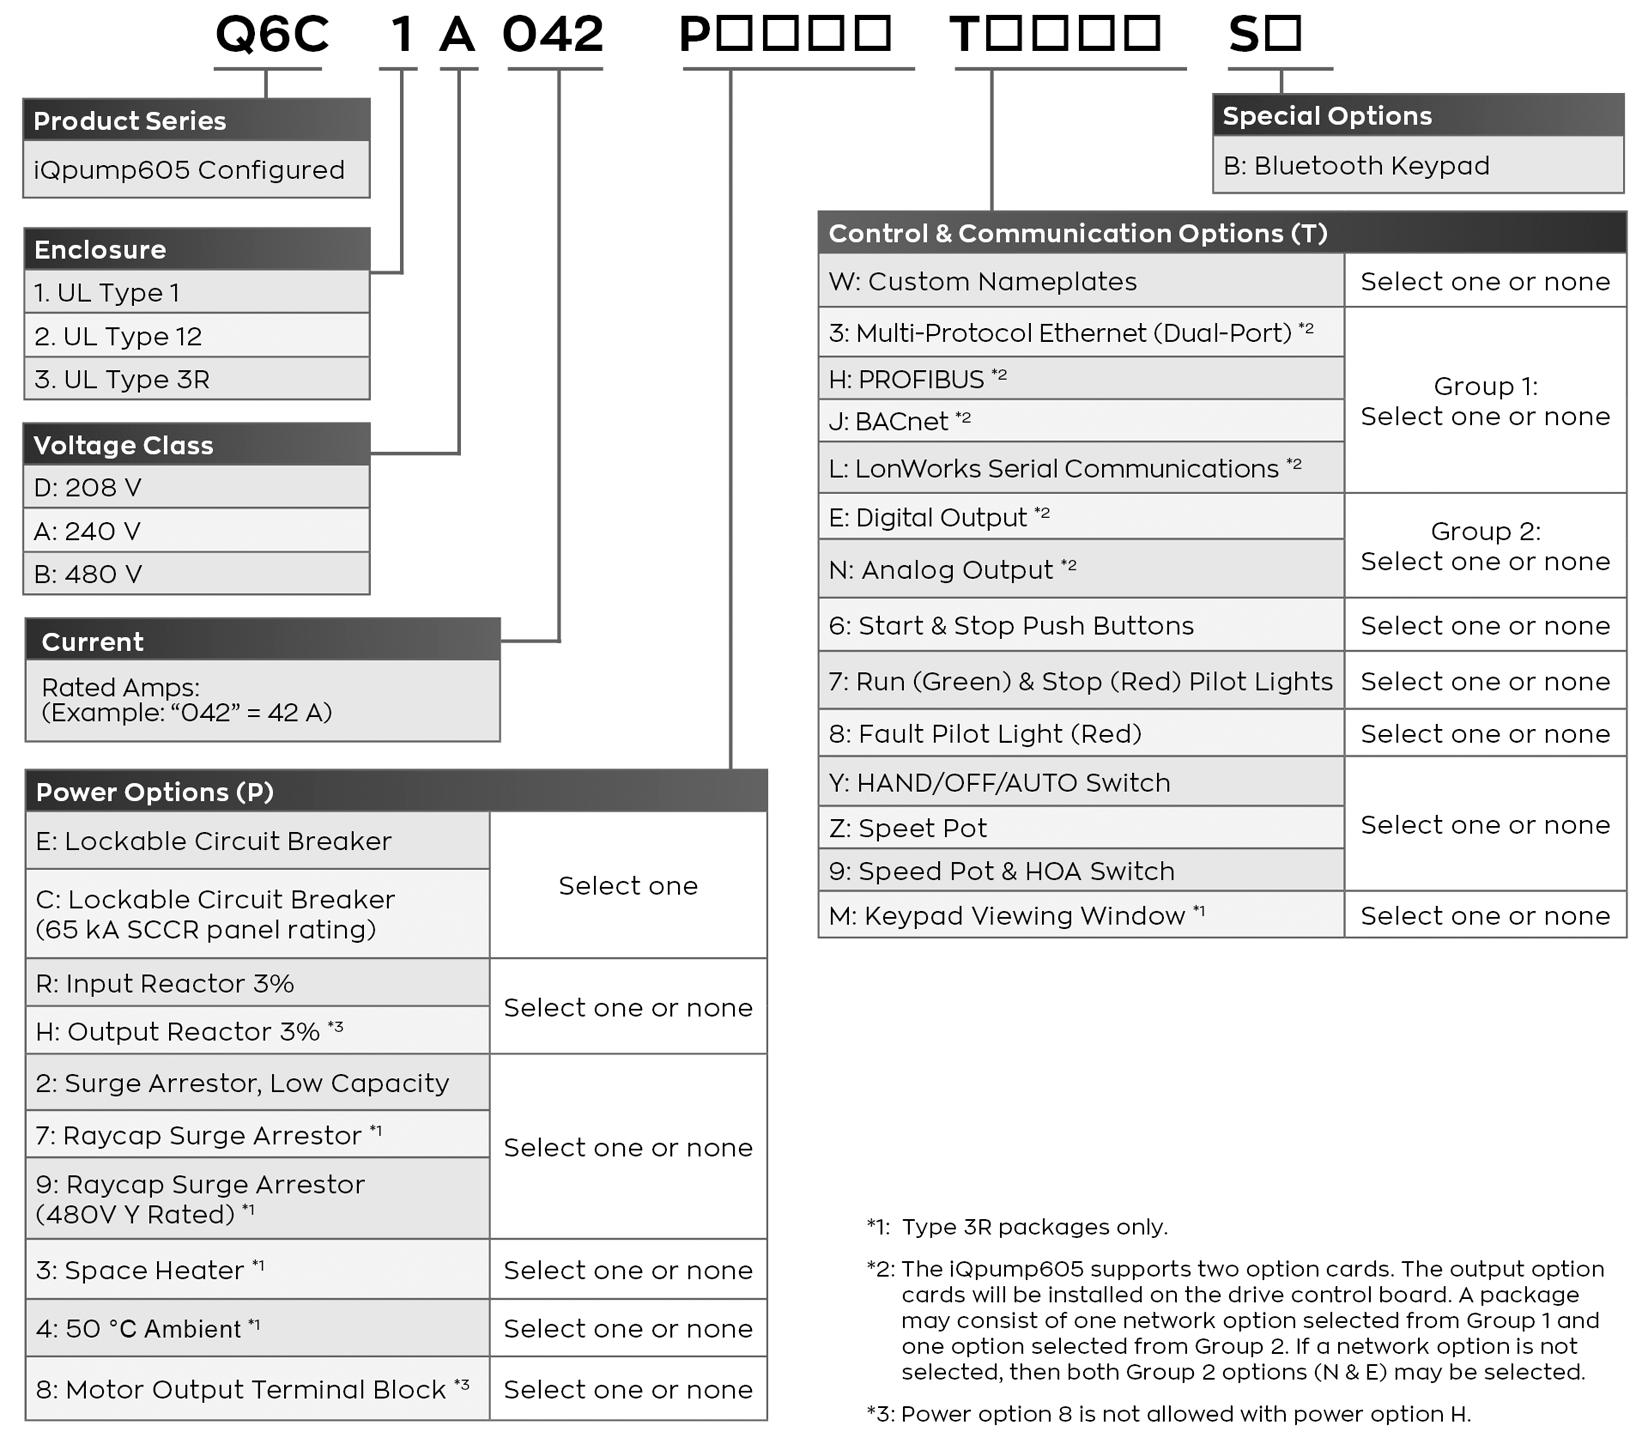 Q6C 1 A 042 P□□□□ T□□□□ S□
Product Series
iQpump605 Configured
Enclosure
1. UL Type 1
2. UL Type 12
3. UL Type 3R
Voltage Class
D: 208 V
A: 240 V
B: 480 V
Current
Rated Amps:
(Example: “042” = 42 A)
Power Options (P)
E: Lockable Circuit Breaker
C: Lockable Circuit Breaker
(65 kA SCCR panel rating)
Select one
R: Input Reactor 3%
H: Output Reactor 3% *3
Select one or none
2: Surge Arrestor, Low Capacity
7: Raycap Surge Arrestor *1
9: Raycap Surge Arrestor
(480V Y Rated) *1
Select one or none
3: Space Heater *1
Select one or none
4: 50 °C Ambient *1
Select one or none
8: Motor Output Terminal Block *3
Select one or none
Special Options
B: Bluetooth Keypad
Control & Communication Options (T)
W: Custom Nameplates
Select one or none
3: Multi-Protocol Ethernet (Dual-Port) *2
H: PROFIBUS *2
J: BACnet *2
L: LonWorks Serial Communications *2
Group 1:
Select one or none
E: Digital Output *2
N: Analog Output *2
Group 2:
Select one or none
6: Start & Stop Push Buttons
Select one or none
7: Run (Green) & Stop (Red) Pilot Lights
Select one or none
8: Fault Pilot Light (Red)
Select one or none
Y: HAND/OFF/AUTO Switch
Z: Speet Pot
9: Speed Pot & HOA Switch
Select one or none
M: Keypad Viewing Window *1
Select one or none
*1: Type 3R packages only.
*2: The iQpump605 supports two option cards. The output option
cards will be installed on the drive control board. A package
may consist of one network option selected from Group 1 and
one option selected from Group 2. If a network option is not
selected, then both Group 2 options (N & E) may be selected.
*3: Power option 8 is not allowed with power option H.